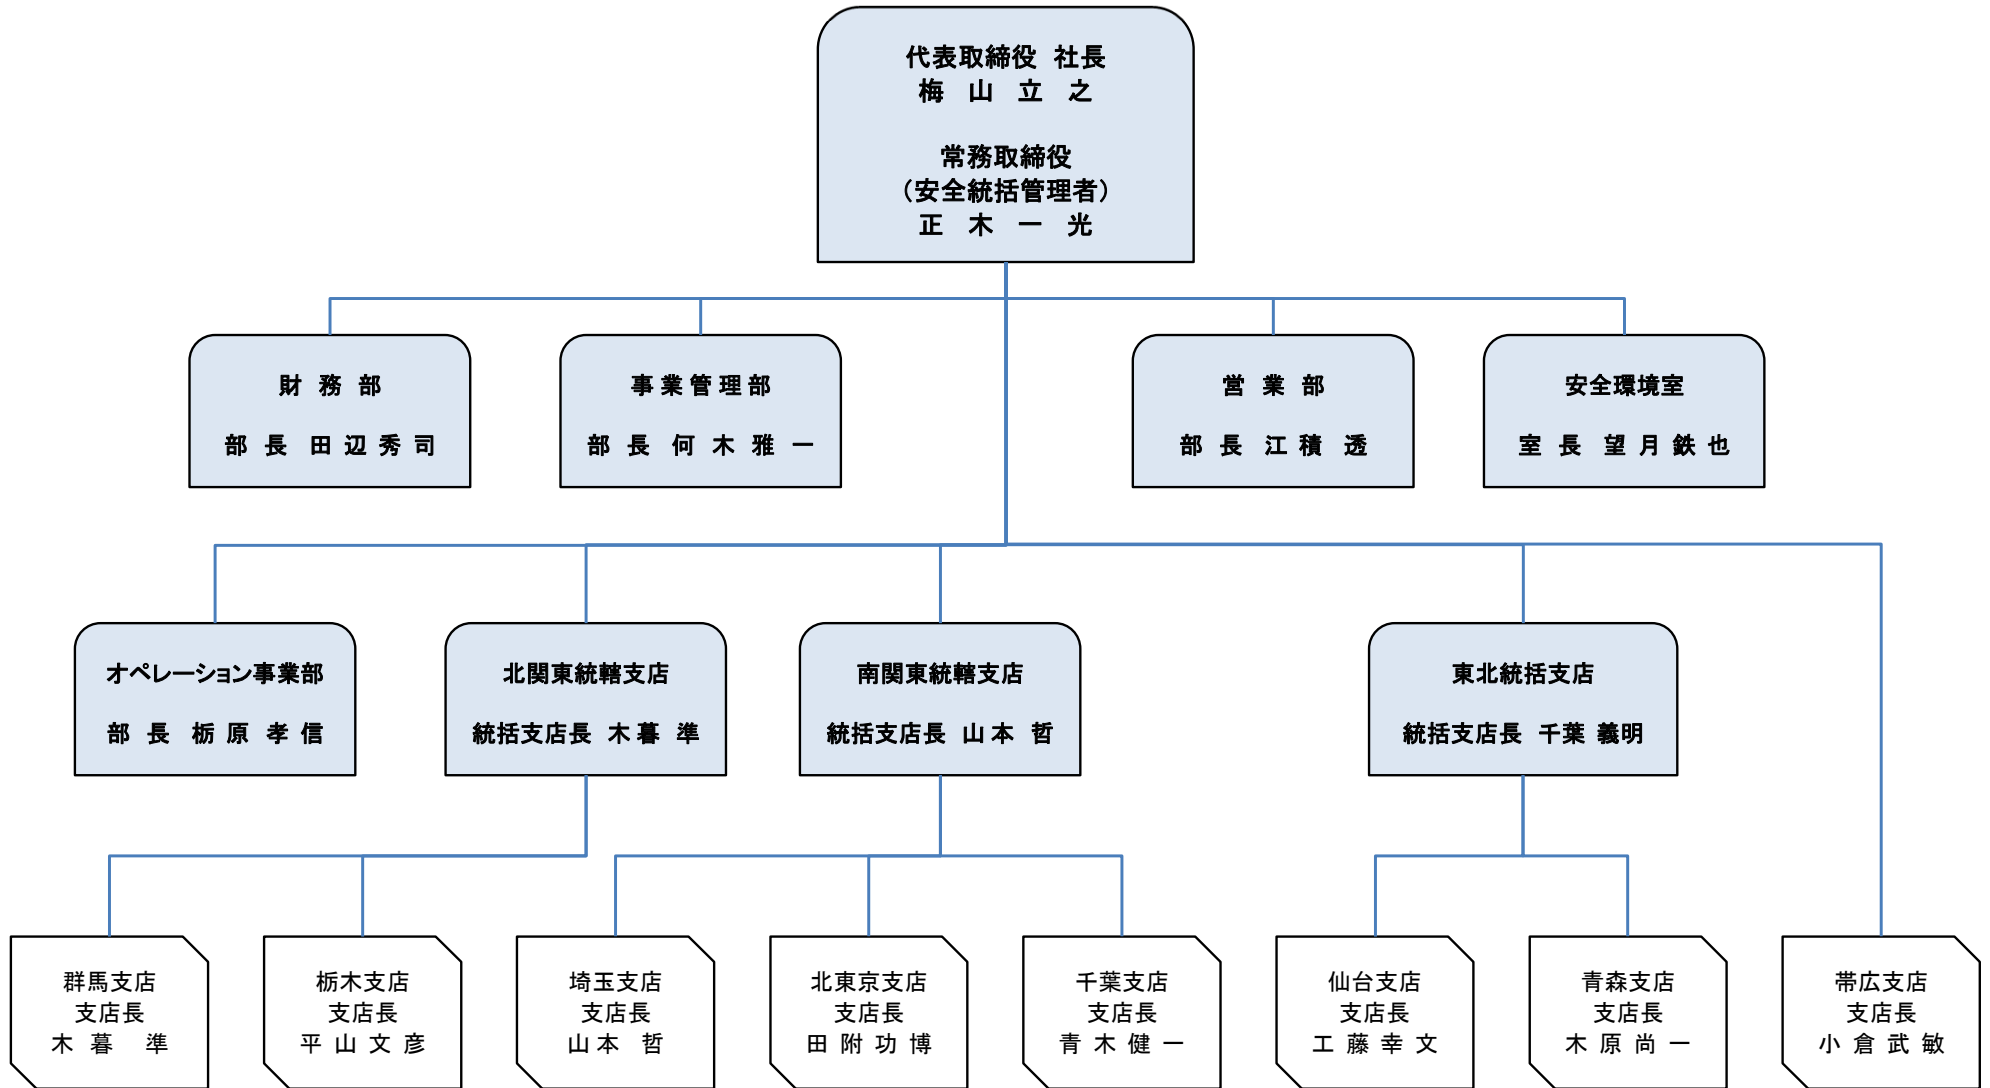 代表取締役 社長
梅 山 立 之
常務取締役
（安全統括管理者）
正 木 一 光
財 務 部
部 長 田 辺 秀 司
事 業 管 理 部
部 長 何 木 雅 一
営 業 部
部 長 江 積 透
安全環境室
室 長 望 月 鉄 也
オペレーション事業部
部 長 栃 原 孝 信
北関東統轄支店
統括支店長 木 暮 準
南関東統轄支店
統括支店長 山 本 哲
東北統括支店
統括支店長 千葉 義明
群馬支店
支店長
木 暮 準
栃木支店
支店長
平 山 文 彦
埼玉支店
支店長
山 本 哲
北東京支店
支店長
田 附 功 博
千葉支店
支店長
青 木 健 一
仙台支店
支店長
工 藤 幸 文
青森支店
支店長
木 原 尚 一
帯広支店
支店長
小 倉 武 敏